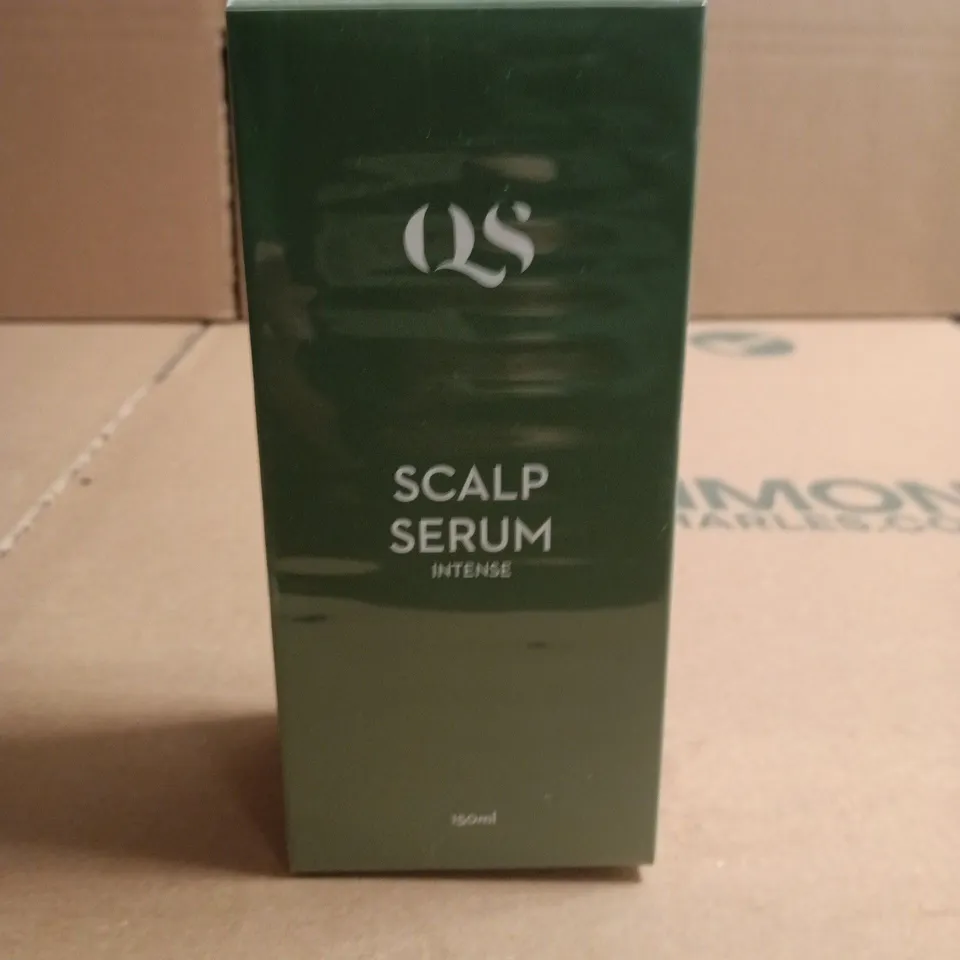 QS
SCALP
SERUM
INTENSE
150ml